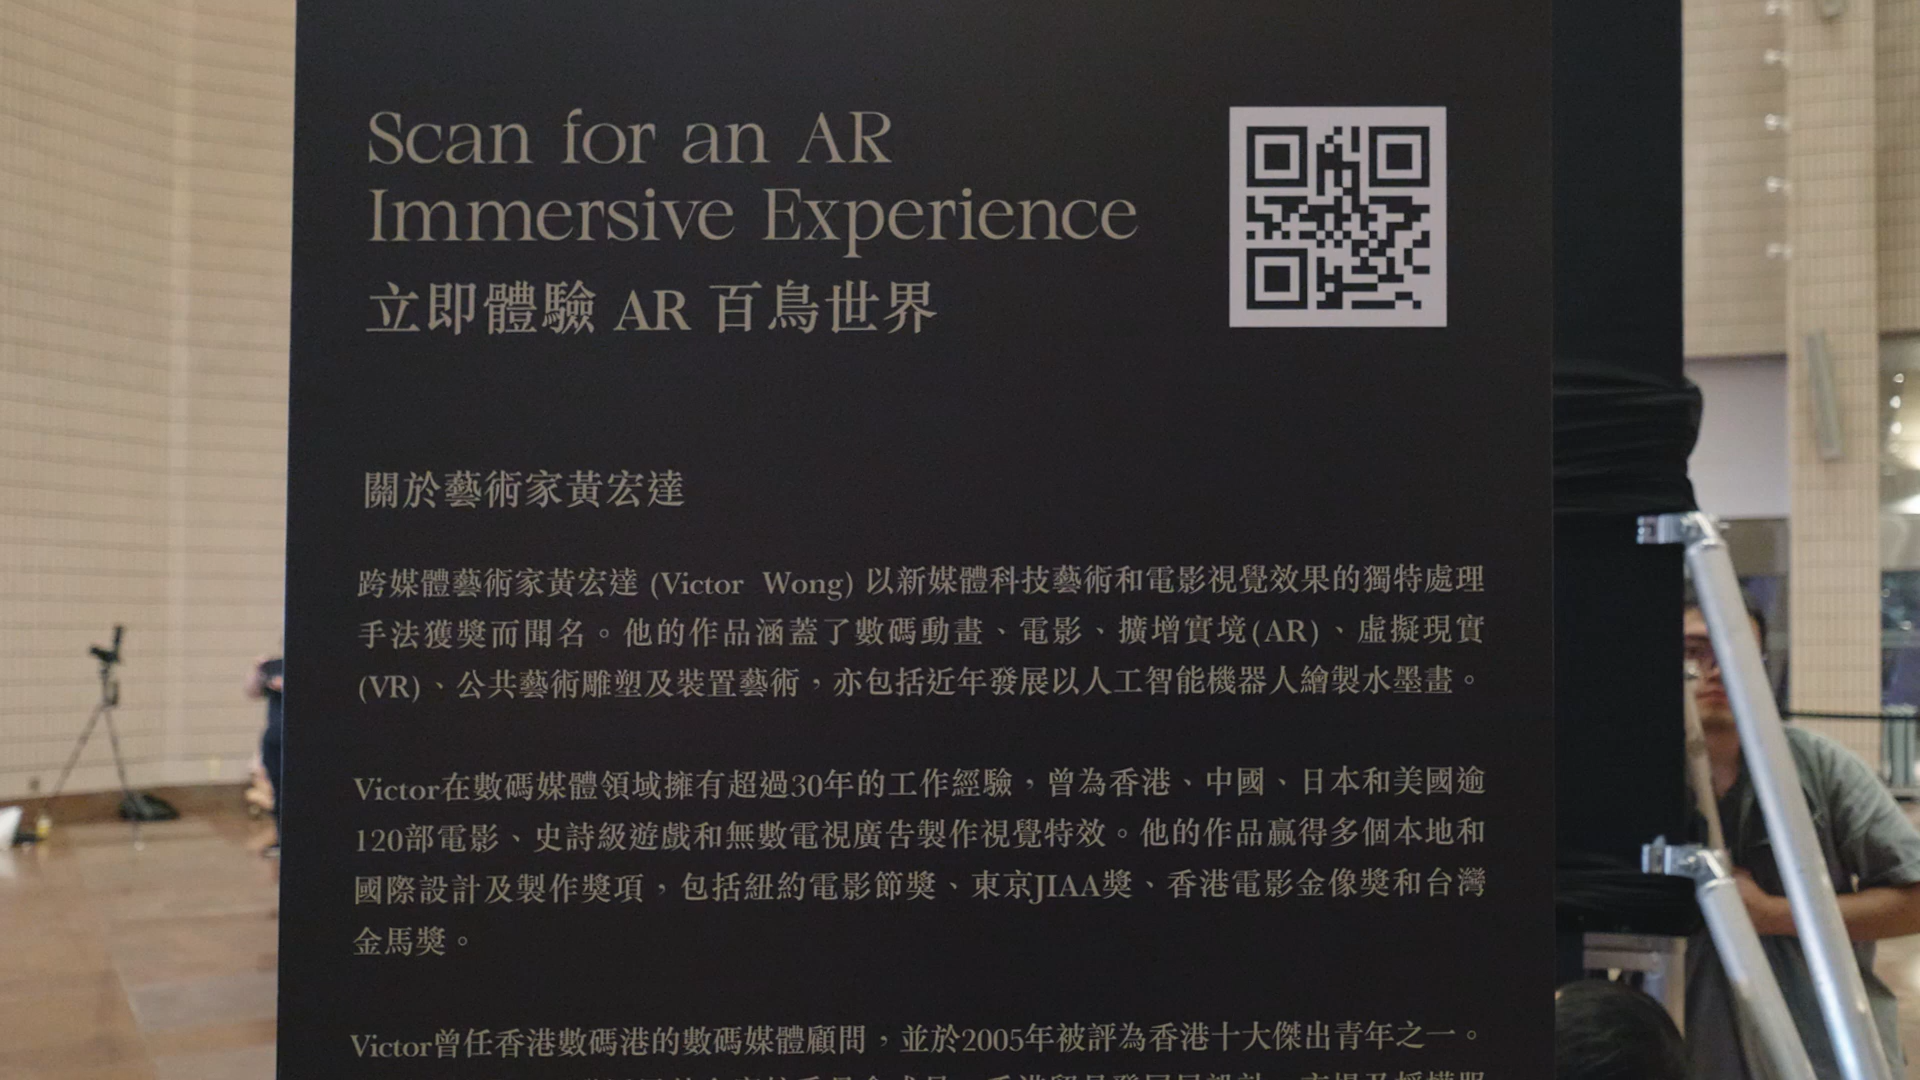 Scan for an AR
Immersive Experience
立即體驗 AR 百鳥世界
關於藝術家黃宏達
跨媒體藝術家黃宏達 (Victor Wong) 以新媒體科技藝術和電影視覺效果的獨特處理
手法獲獎而聞名。他的作品涵蓋了數碼動畫、電影、擴增實境(AR)、虛擬現實
(VR)、公共藝術雕塑及裝置藝術，亦包括近年發展以人工智能機器人繪製水墨畫。
Victor在數碼媒體領域擁有超過30年的工作經驗，曾為香港、中國、日本和美國逾
120部電影、史詩級遊戲和無數電視廣告製作視覺特效。他的作品贏得多個本地和
國際設計及製作獎項，包括紐約電影節獎、東京JIAA獎、香港電影金像獎和台灣
金馬獎。
Victor曾任香港數碼港的數碼媒體顧問，並於2005年被評為香港十大傑出青年之一。